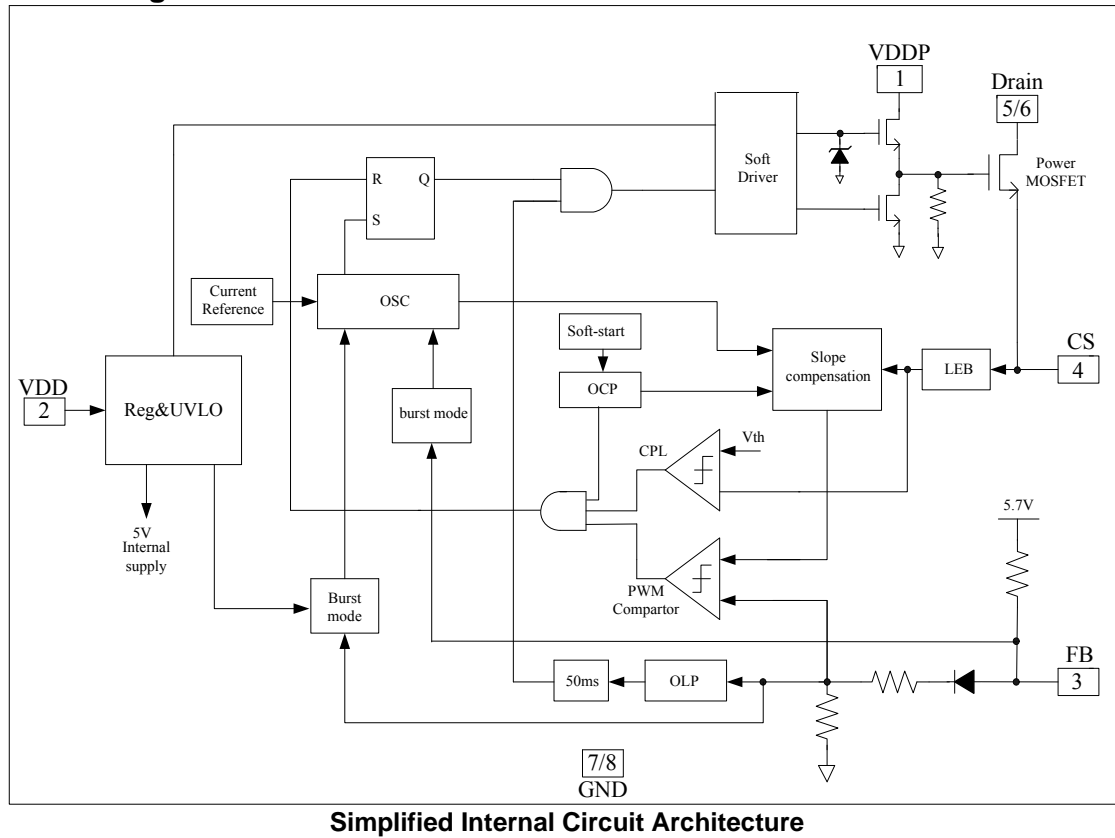 VDDP
1
Drain
5/6
Power
MOSFET
Soft
Driver
R
Q
S
Current
Reference
OSC
Soft-start
OCP
Slope
compensation
LEB
CS
4
VDD
2
Reg&UVLO
burst mode
CPL
Vth
5V
Internal
supply
5.7V
PWM
Compartor
Burst
mode
50ms
OLP
FB
3
7/8
GND
Simplified Internal Circuit Architecture